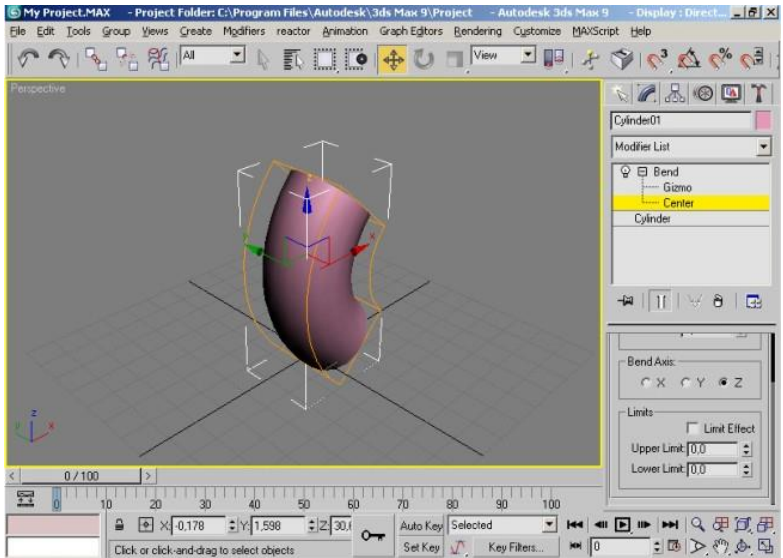 My Project.MAX - Project Folder: C:\Program Files\Autodesk\3ds Max 9\Project - Autodesk 3ds Max 9 - Display : Direct...
File Edit Tools Group Views Create Modifiers reactor Animation Graph Editors Rendering Customize MAXScript Help
All
View
3
%
Perspective
Cylinder01
Modifier List
Bend
Gizmo
Center
Cylinder
z
y
x
Bend Axis:
X Y Z
Limits
Limit Effect
Upper Limit: 0,0
Lower Limit: 0,0
z
y x
0 / 100
0 10 20 30 40 50 60 70 80 90 100
X: -0,178 Y: 1,598 Z: 30,
Auto Key Selected
Click or click-and-drag to select objects
Set Key Key Filters... 0